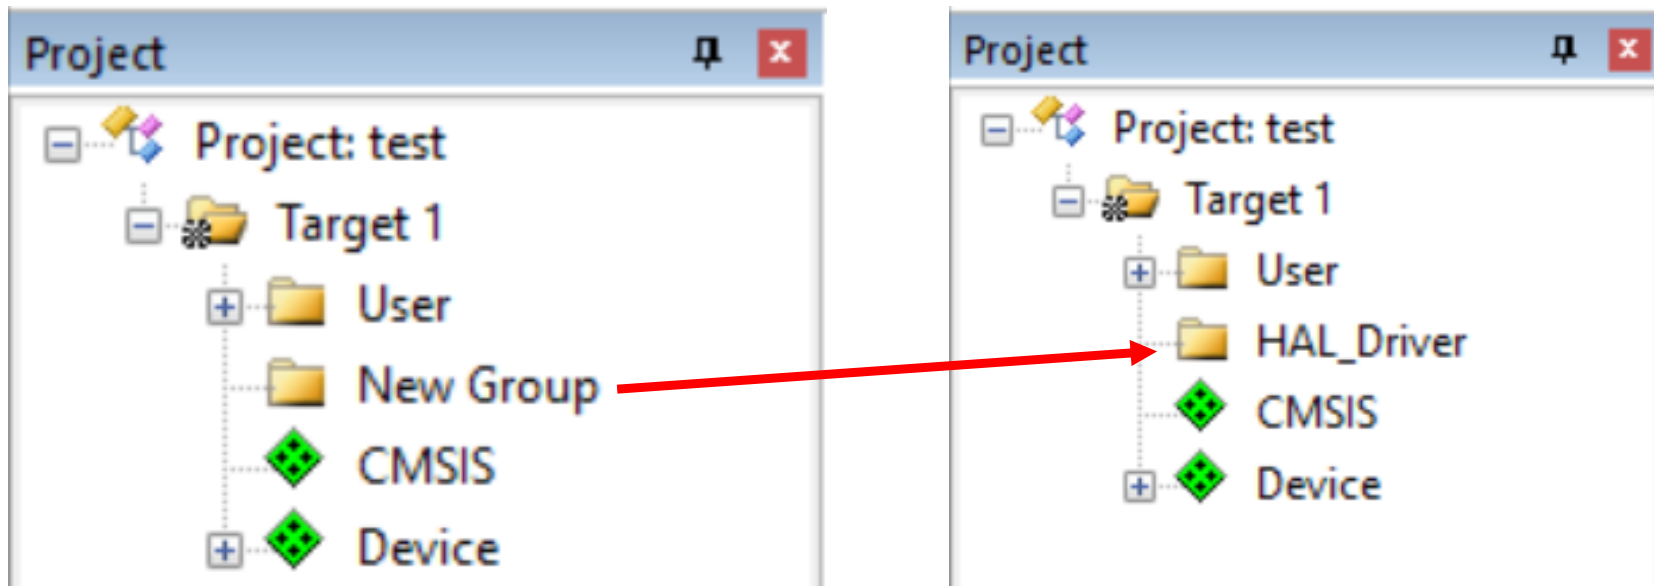 Project
Project: test
Target 1
User
New Group
CMSIS
Device
Project
Project: test
Target 1
User
HAL_Driver
CMSIS
Device